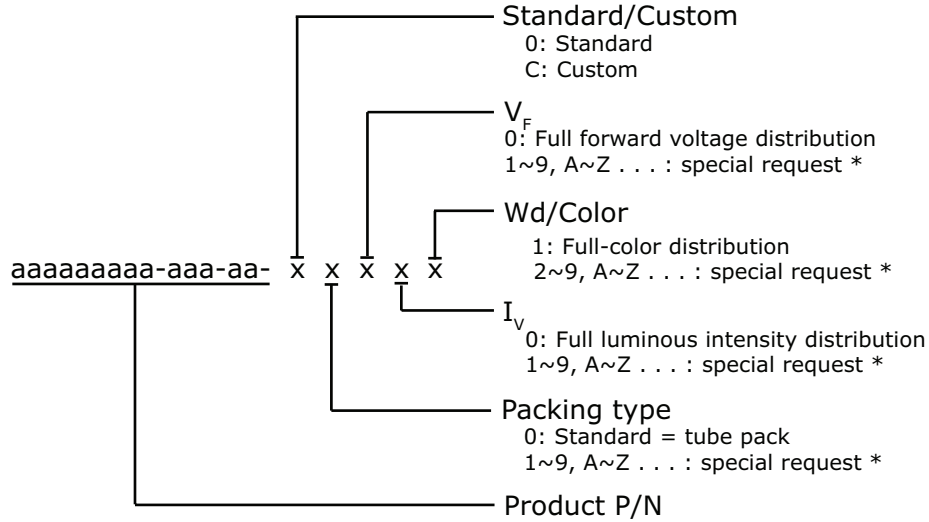 Standard/Custom
0: Standard
C: Custom
VF
0: Full forward voltage distribution
1~9, A~Z . . . : special request *
Wd/Color
1: Full-color distribution
2~9, A~Z . . . : special request *
aaaaaaaaa-aaa-aa- x x x x x
IV
0: Full luminous intensity distribution
1~9, A~Z . . . : special request *
Packing type
0: Standard = tube pack
1~9, A~Z . . . : special request *
Product P/N